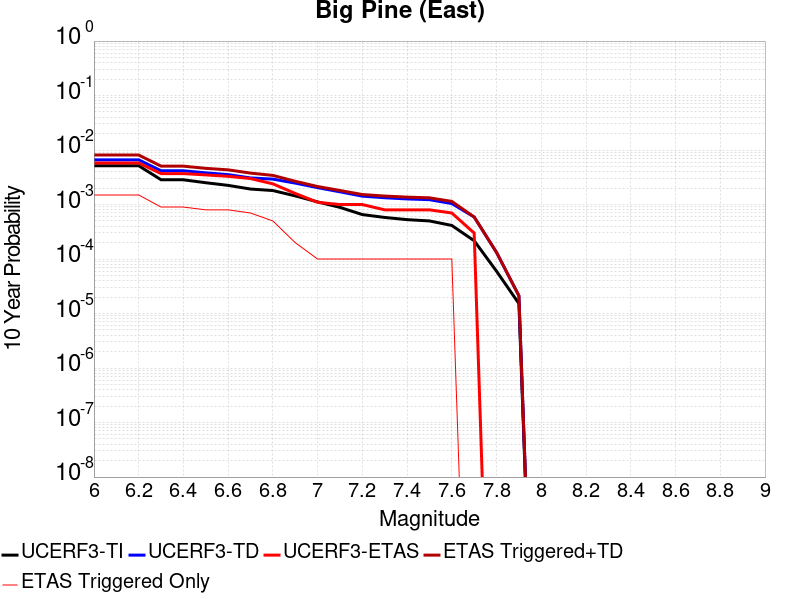 Big Pine (East)
10 Year Probability
10^0
10^-1
10^-2
10^-3
10^-4
10^-5
10^-6
10^-7
10^-8
6 6.2 6.4 6.6 6.8 7 7.2 7.4 7.6 7.8 8 8.2 8.4 8.6 8.8 9
Magnitude
UCERF3-TI UCERF3-TD UCERF3-ETAS ETAS Triggered+TD
ETAS Triggered Only